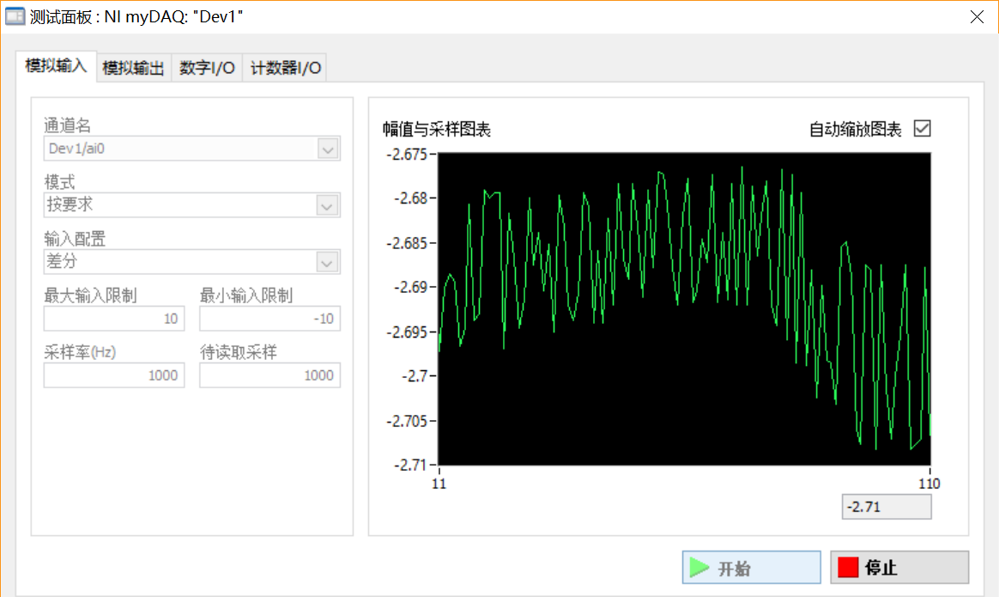 测试面板 : NI myDAQ: "Dev1"
模拟输入 模拟输出 数字I/O 计数器I/O
通道名
Dev1/ai0
模式
按要求
输入配置
差分
最大输入限制 最小输入限制
10 -10
采样率(Hz) 待读取采样
1000 1000
幅值与采样图表 自动缩放图表
-2.675
-2.68
-2.685
-2.69
-2.695
-2.7
-2.705
-2.71
11 110
-2.71
开始 停止